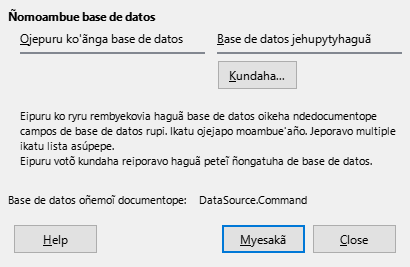 Ñomoambue base de datos
Ojepuru ko'ãnga base de datos
Base de datos jehupytyhaguã
Kundaha...
Eipuru ko ryru rembyekovia haguã base de datos oikeha ndedocumentope
campos de base de datos rupi. Ikatu ojejapo moambue'año. Jeporavo multiple
ikatu lista asúpepe.
Eipuru votõ kundaha reiporavo haguã peteĩ ñongatuha de base de datos.
Base de datos oñemoĩ documentope: DataSource.Command
Help
Myesakã
Close